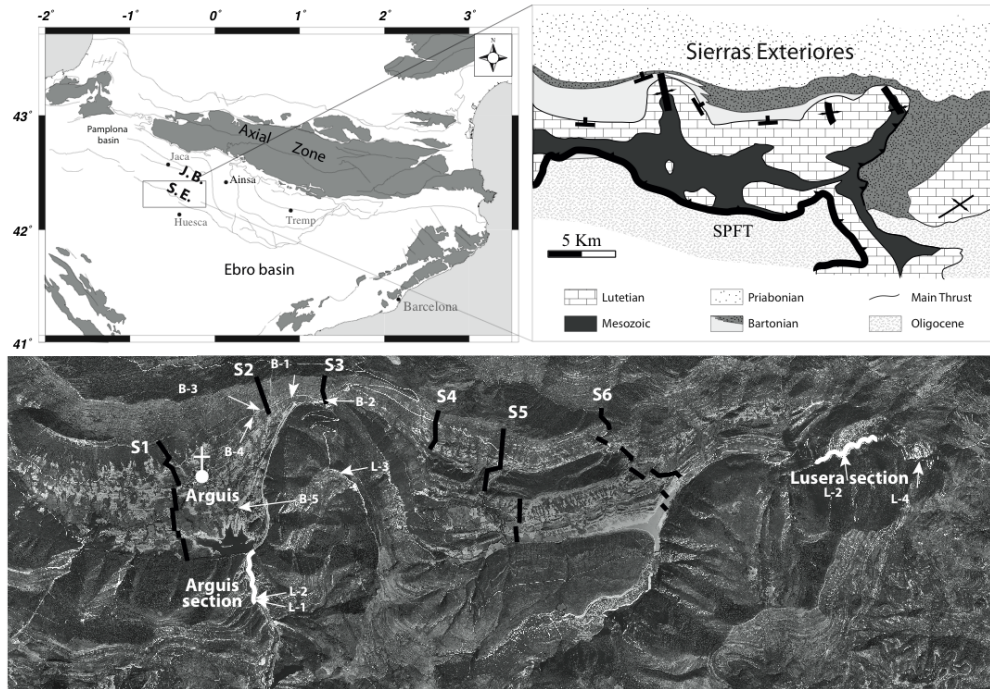 -2° -1° 0° 1° 2° 3°
N
43°
42°
41°
Pamplona
basin
Axial
Zone
Jaca
J. B.
Ainsa
S.E.
Huesca
Tremp
Ebro basin
Barcelona
Sierras Exteriores
SPFT
5 Km
Lutetian
Priabonian
Main Thrust
Mesozoic
Bartonian
Oligocene
S1
B-3
S2
B-1
S3
B-2
S4
S5
S6
B-4
L-3
Arguis
B-5
Lusera section
L-2
L-4
Arguis
section
L-2
L-1